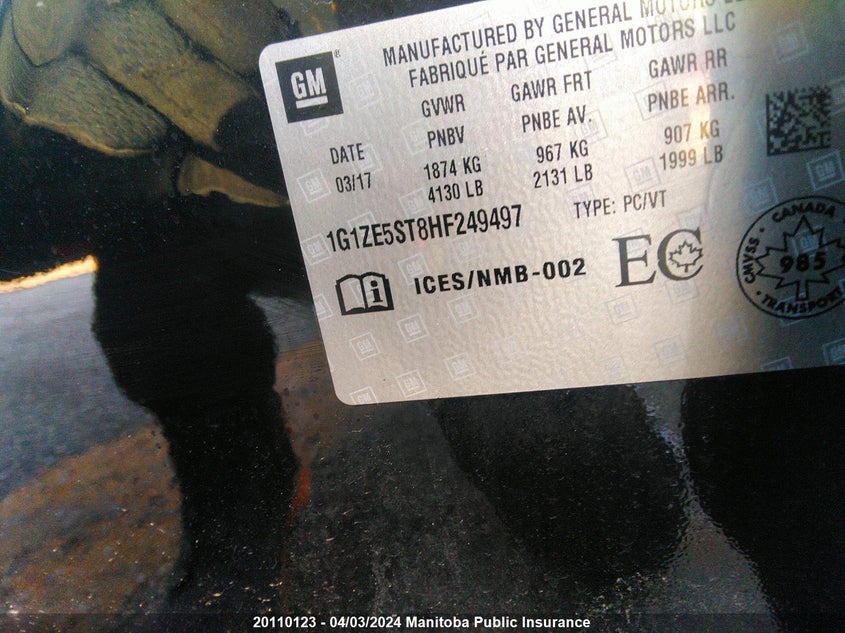 MANUFACTURED BY GENERAL MOTORS
FABRIQUÉ PAR GENERAL MOTORS LLC
GM
GVWR GAWR FRT GAWR RR
DATE PNBV PNBE AV. PNBE ARR.
03/17 1874 KG 967 KG 907 KG
4130 LB 2131 LB 1999 LB
1G1ZE5ST8HF249497 TYPE: PC/VT
ICES/NMB-002 EC
CANADA
CMVSS 985
TRANSPORT
20110123 - 04/03/2024 Manitoba Public Insurance